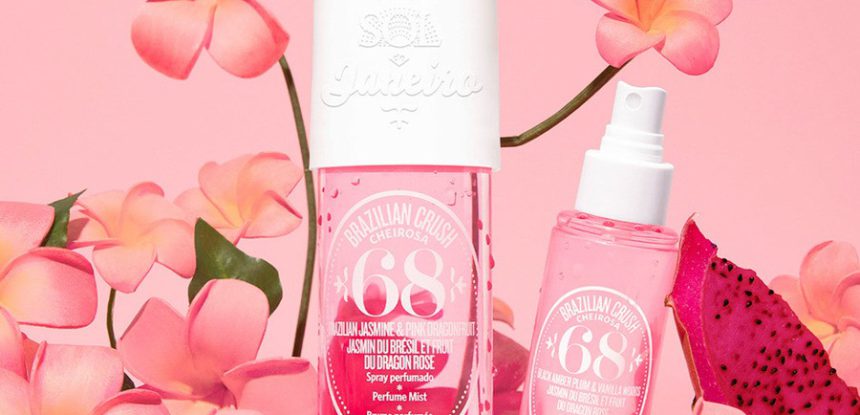 SOL
de
Janeiro
BRAZILIAN CRUSH
CHEIROSA
68
BRAZILIAN JASMINE & PINK DRAGONFRUIT
JASMIN DU BRÉSIL ET FRUIT
DU DRAGON ROSE
Spray perfumado
Perfume Mist
BRAZILIAN CRUSH
CHEIROSA
68
BLACK AMBER PLUM & VANILLA WOODS
JASMIN DU BRÉSIL ET FRUIT
DU DRAGON ROSE